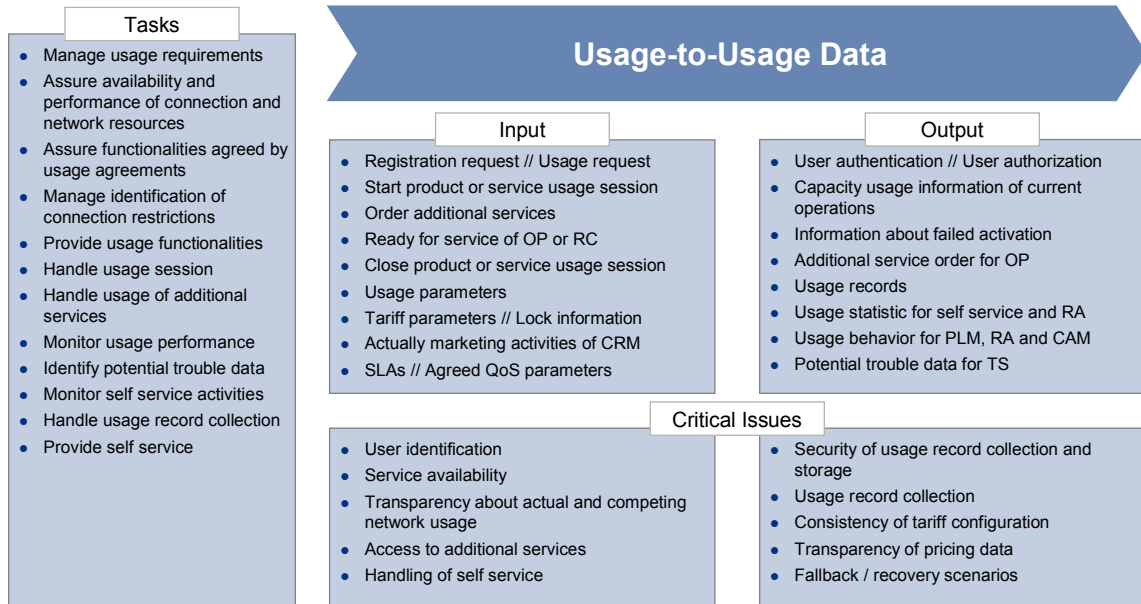 Tasks
● Manage usage requirements
● Assure availability and
performance of connection and
network resources
● Assure functionalities agreed by
usage agreements
● Manage identification of
connection restrictions
● Provide usage functionalities
● Handle usage session
● Handle usage of additional
services
● Monitor usage performance
● Identify potential trouble data
● Monitor self service activities
● Handle usage record collection
● Provide self service
Usage-to-Usage Data
Input
● Registration request // Usage request
● Start product or service usage session
● Order additional services
● Ready for service of OP or RC
● Close product or service usage session
● Usage parameters
● Tariff parameters // Lock information
● Actually marketing activities of CRM
● SLAs // Agreed QoS parameters
Output
● User authentication // User authorization
● Capacity usage information of current
operations
● Information about failed activation
● Additional service order for OP
● Usage records
● Usage statistic for self service and RA
● Usage behavior for PLM, RA and CAM
● Potential trouble data for TS
Critical Issues
● User identification
● Service availability
● Transparency about actual and competing
network usage
● Access to additional services
● Handling of self service
● Security of usage record collection and
storage
● Usage record collection
● Consistency of tariff configuration
● Transparency of pricing data
● Fallback / recovery scenarios